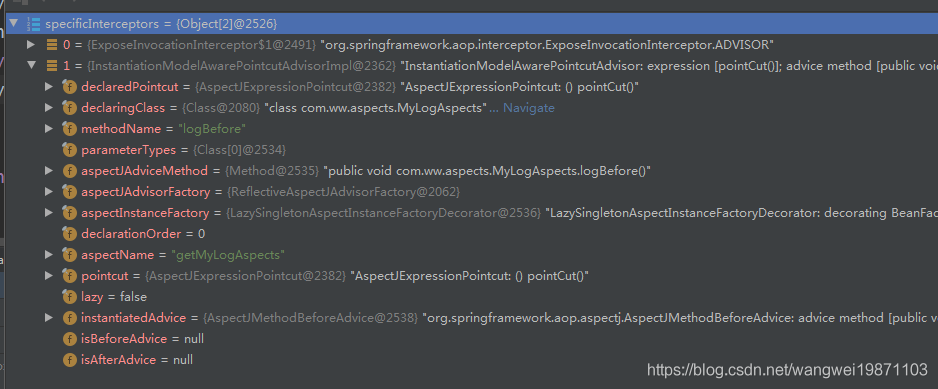 specificInterceptors = {Object[2]@2526}
0 = {ExposeInvocationInterceptor$1@2491} "org.springframework.aop.interceptor.ExposeInvocationInterceptor.ADVISOR"
1 = {InstantiationModelAwarePointcutAdvisorImpl@2362} "InstantiationModelAwarePointcutAdvisor: expression [pointCut()]; advice method [public voi
declaredPointcut = {AspectJExpressionPointcut@2382} "AspectJExpressionPointcut: () pointCut()"
declaringClass = {Class@2080} "class com.ww.aspects.MyLogAspects"... Navigate
methodName = "logBefore"
parameterTypes = {Class[0]@2534}
aspectJAdviceMethod = {Method@2535} "public void com.ww.aspects.MyLogAspects.logBefore()"
aspectJAdvisorFactory = {ReflectiveAspectJAdvisorFactory@2062}
aspectInstanceFactory = {LazySingletonAspectInstanceFactoryDecorator@2536} "LazySingletonAspectInstanceFactoryDecorator: decorating BeanFac
declarationOrder = 0
aspectName = "getMyLogAspects"
pointcut = {AspectJExpressionPointcut@2382} "AspectJExpressionPointcut: () pointCut()"
lazy = false
instantiatedAdvice = {AspectJMethodBeforeAdvice@2538} "org.springframework.aop.aspectj.AspectJMethodBeforeAdvice: advice method [public v
isBeforeAdvice = null
isAfterAdvice = null
https://blog.csdn.net/wangwei19871103